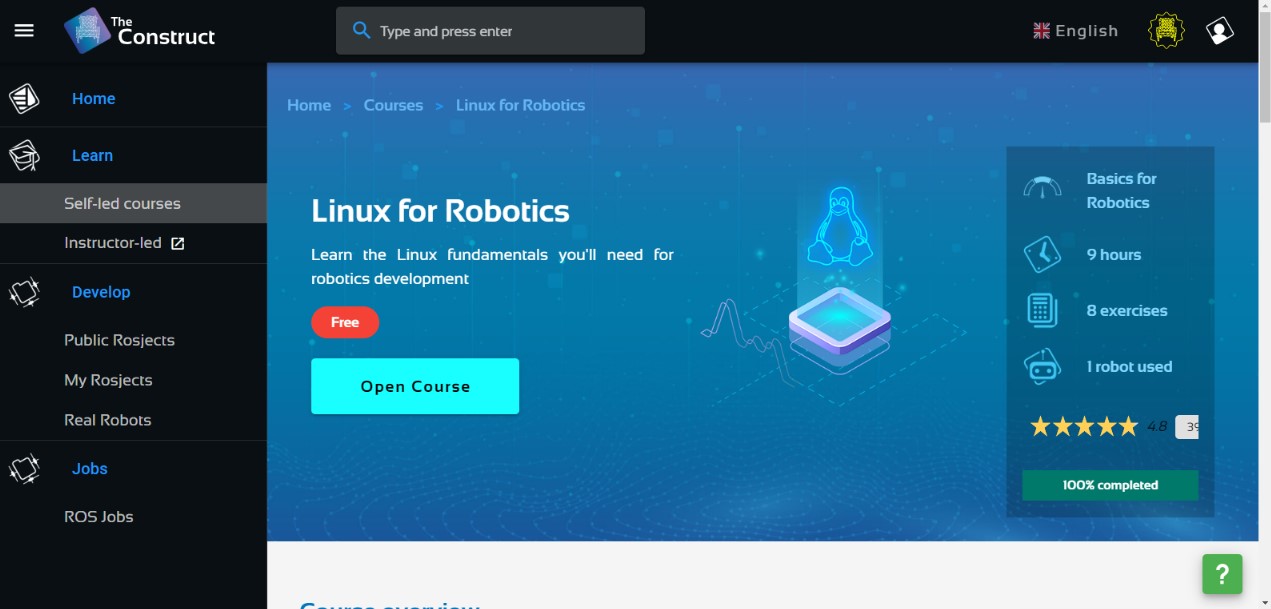 The
Construct
Type and press enter
English
Home
Learn
Self-led courses
Instructor-led
Develop
Public Rosjects
My Rosjects
Real Robots
Jobs
ROS Jobs
Home > Courses > Linux for Robotics
Linux for Robotics
Learn the Linux fundamentals you'll need for
robotics development
Free
Open Course
Basics for
Robotics
9 hours
8 exercises
1 robot used
4.8
100% completed
?
Course overview